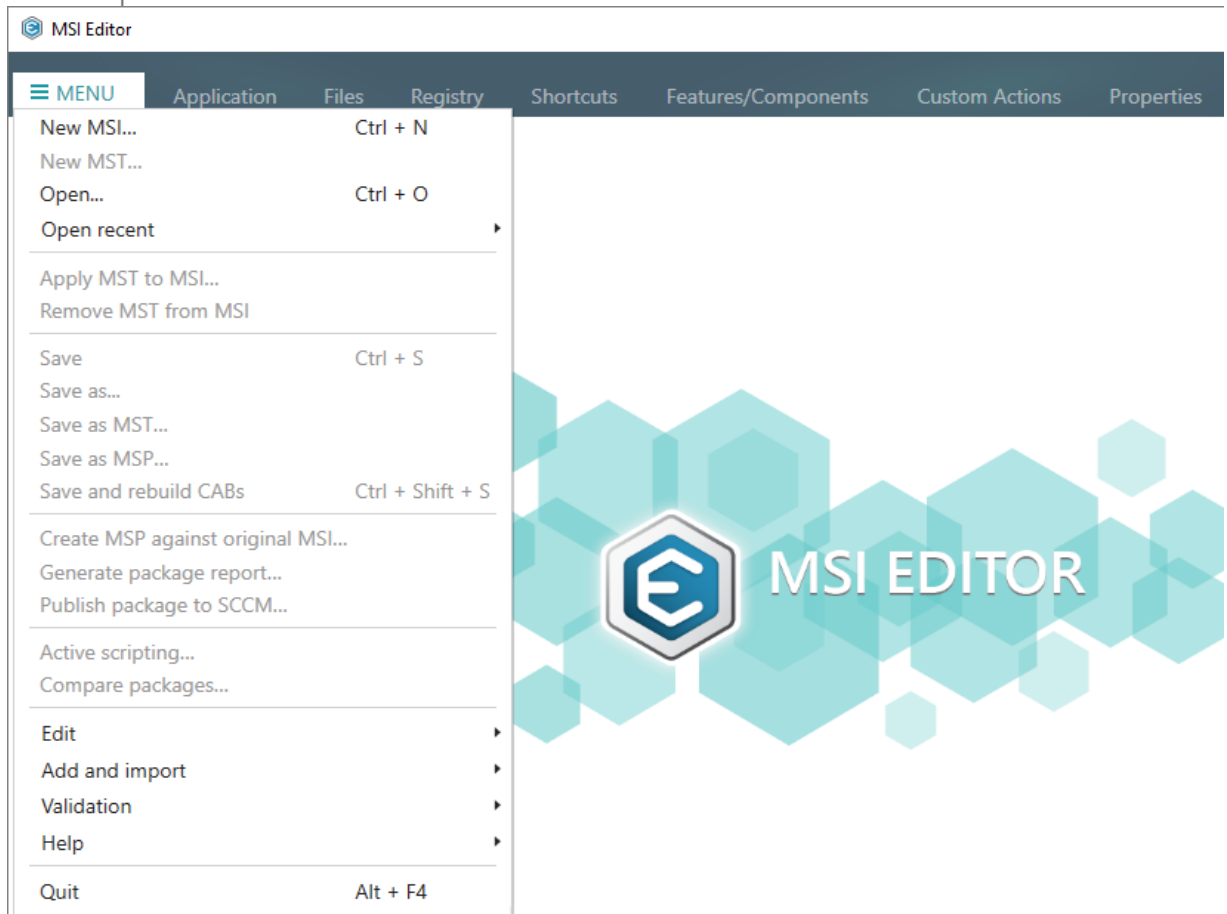 MSI Editor
MENU Application Files Registry Shortcuts Features/Components Custom Actions Properties
New MSI... Ctrl + N
New MST...
Open... Ctrl + O
Open recent
Apply MST to MSI...
Remove MST from MSI
Save Ctrl + S
Save as...
Save as MST...
Save as MSP...
Save and rebuild CABs Ctrl + Shift + S
Create MSP against original MSI...
Generate package report...
Publish package to SCCM...
Active scripting...
Compare packages...
Edit
Add and import
Validation
Help
Quit Alt + F4
MSI EDITOR